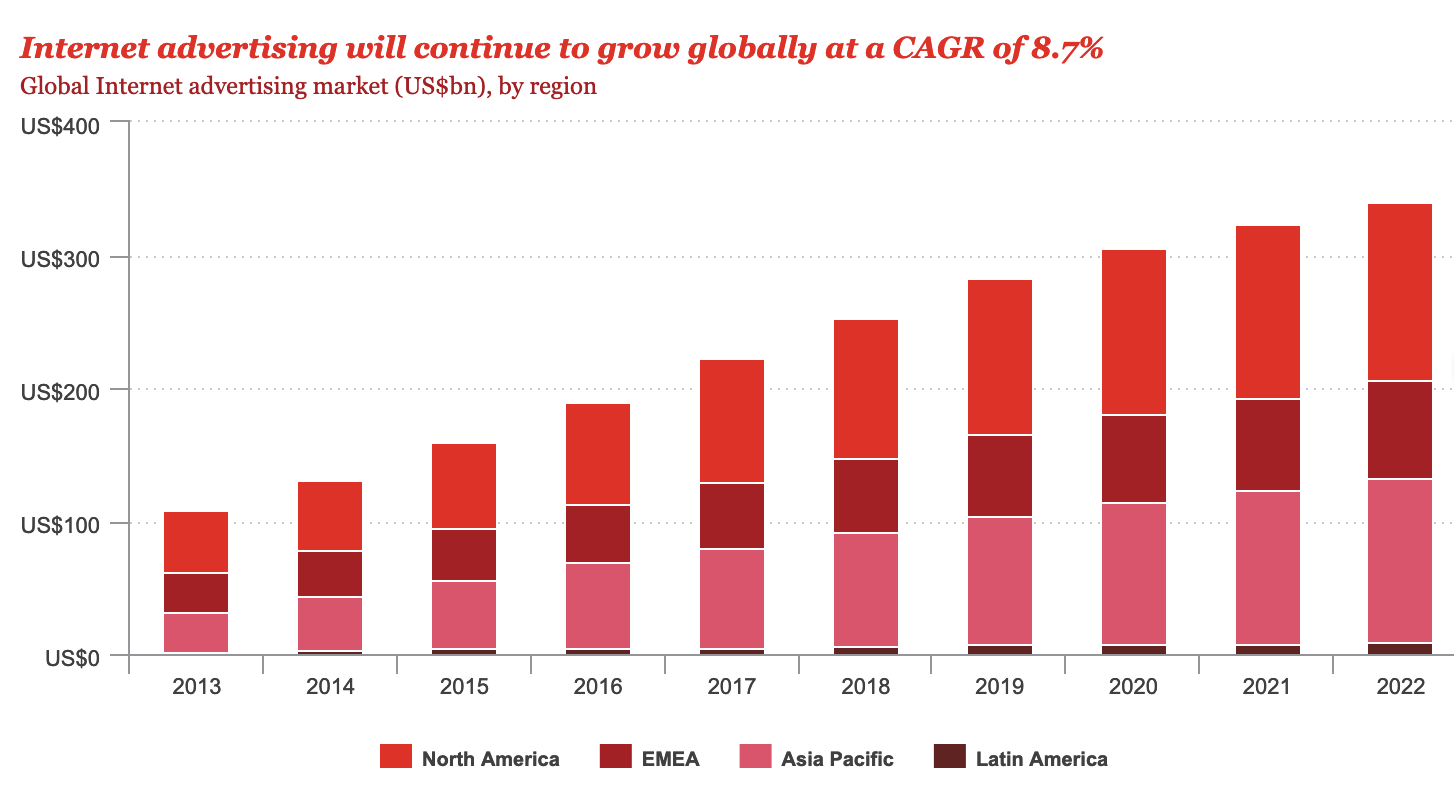 Internet advertising will continue to grow globally at a CAGR of 8.7%
Global Internet advertising market (US$bn), by region
US$400
US$300
US$200
US$100
US$0
2013 2014 2015 2016 2017 2018 2019 2020 2021 2022
North America EMEA Asia Pacific Latin America